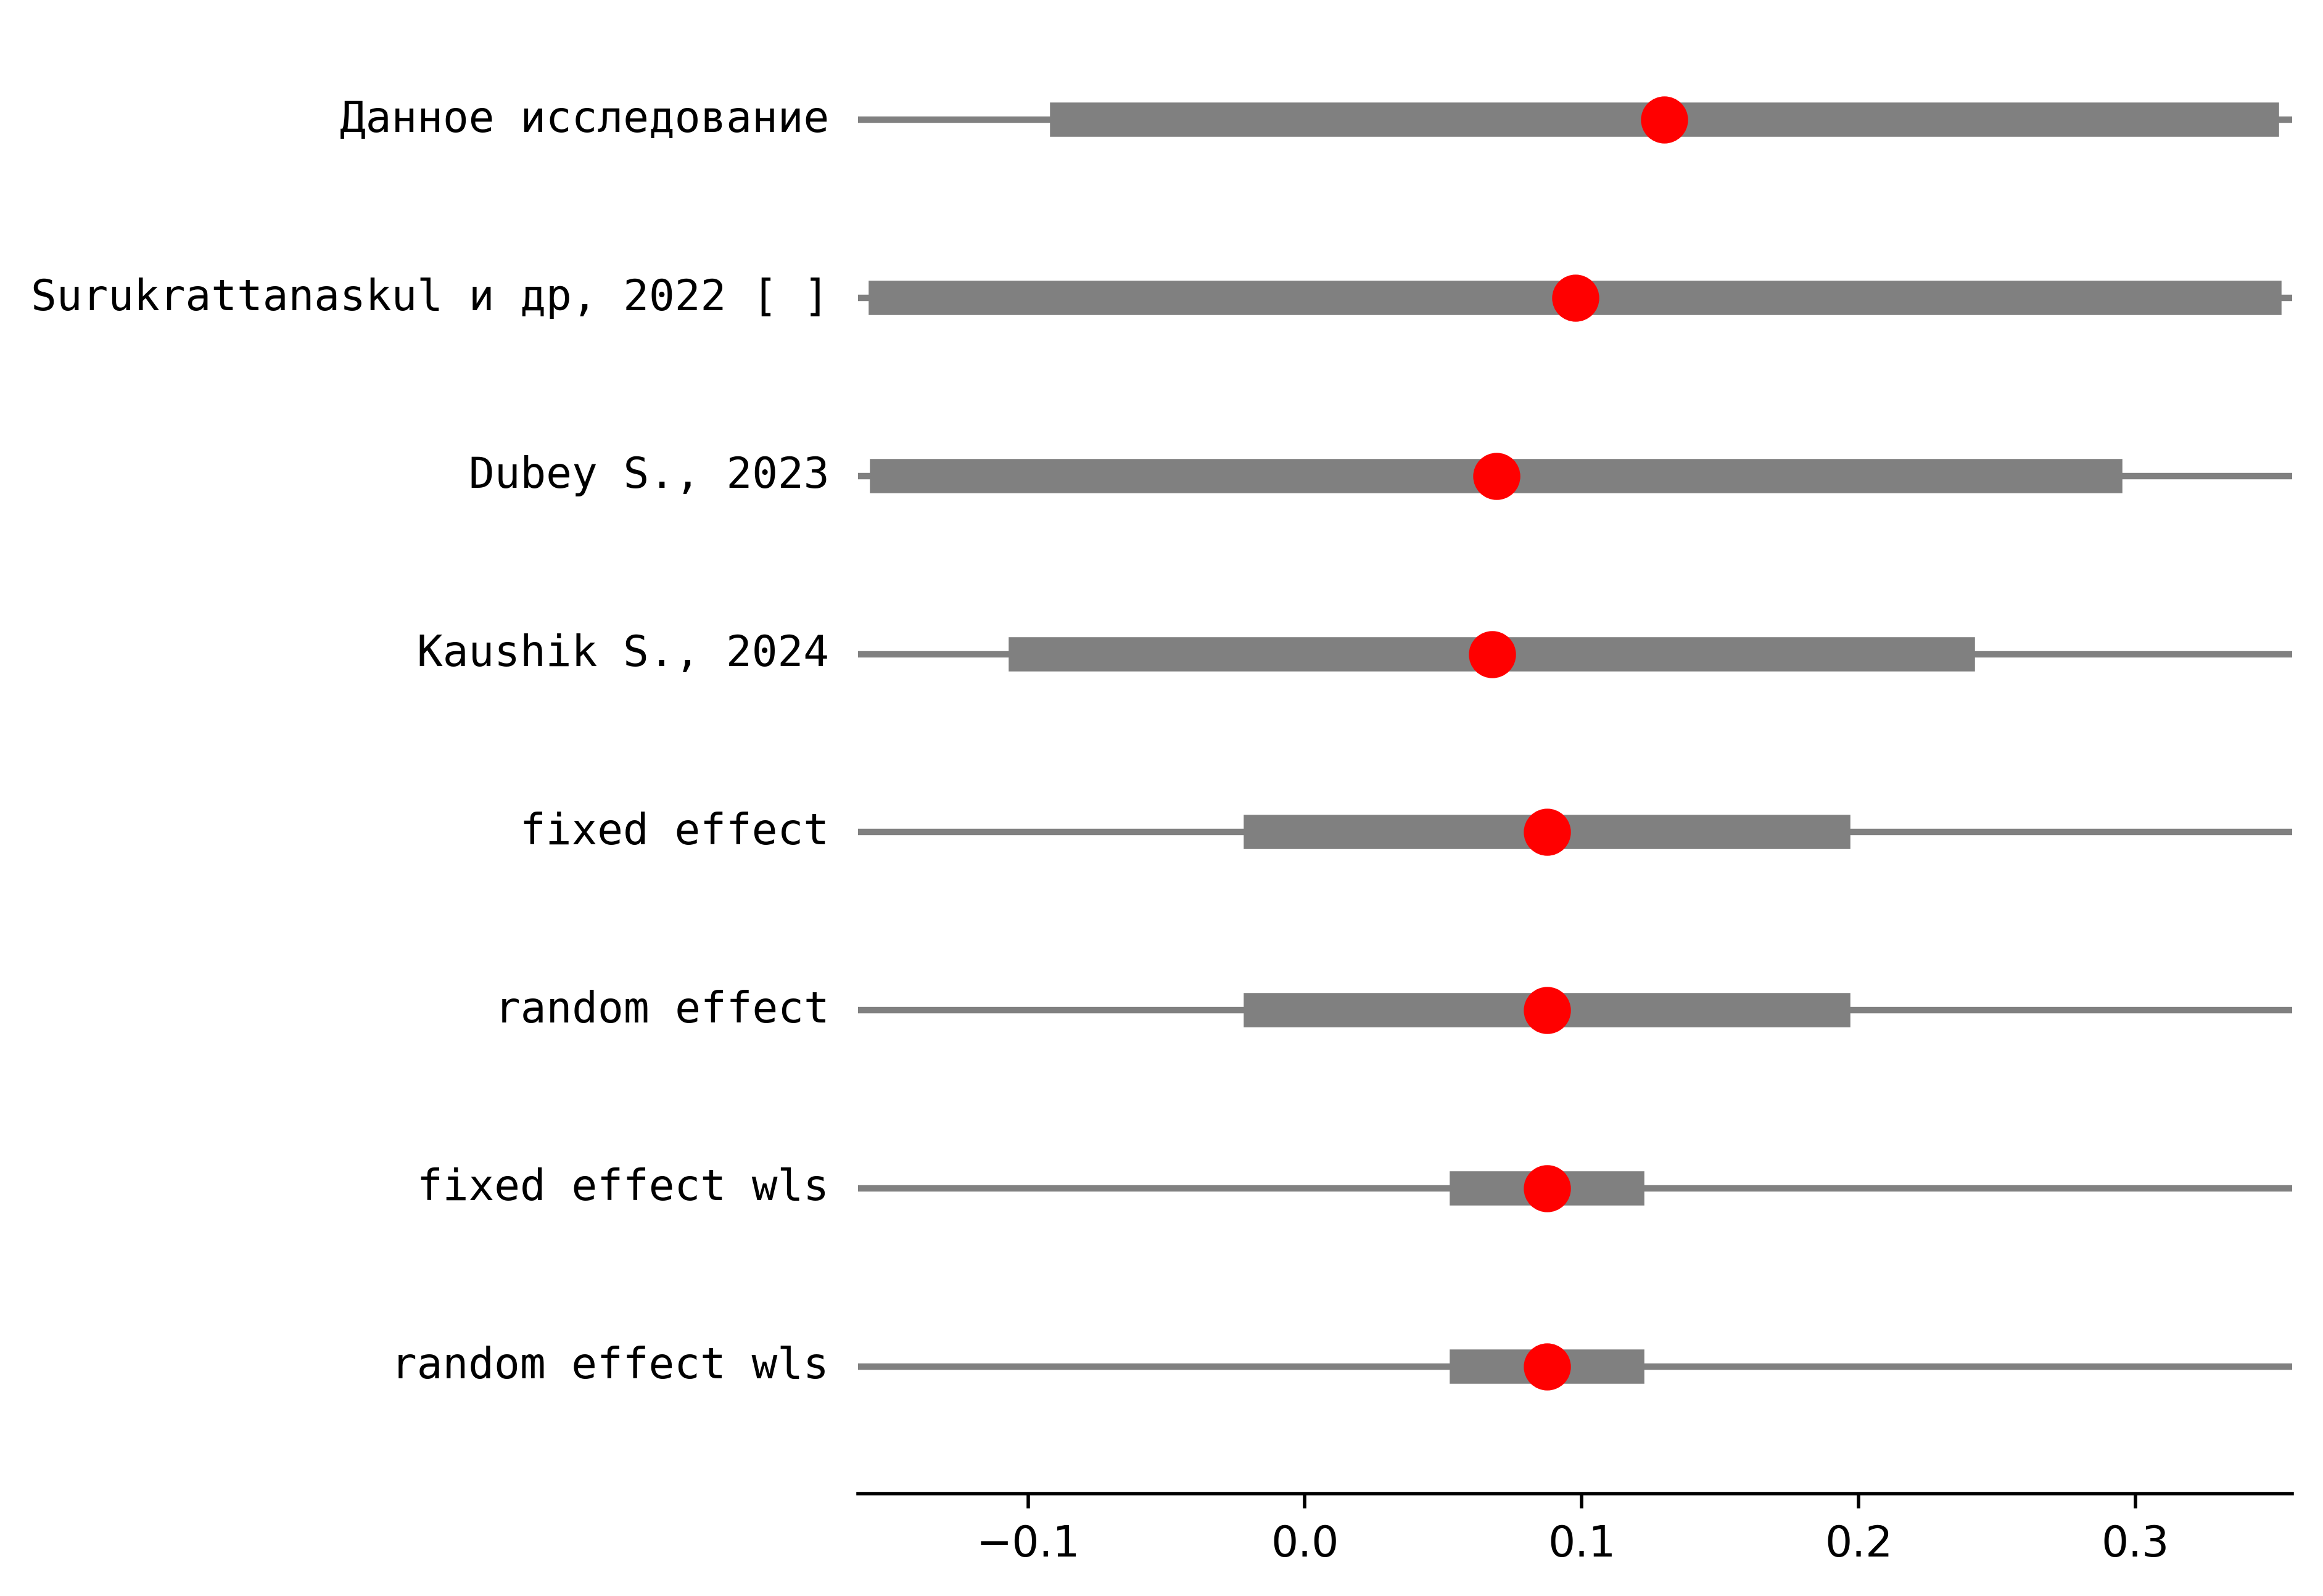 Данное исследование
Surukrattanaskul и др, 2022 [ ]
Dubey S., 2023
Kaushik S., 2024
fixed effect
random effect
fixed effect wls
random effect wls
−0.1 0.0 0.1 0.2 0.3